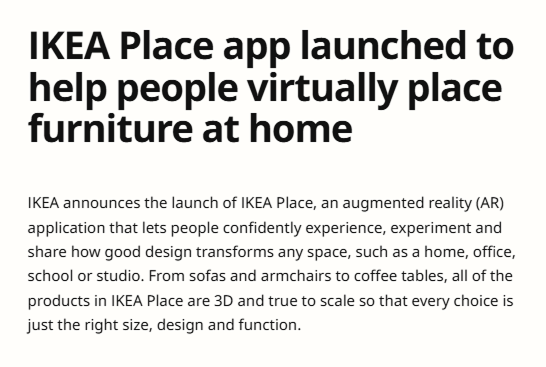 IKEA Place app launched to
help people virtually place
furniture at home
IKEA announces the launch of IKEA Place, an augmented reality (AR)
application that lets people confidently experience, experiment and
share how good design transforms any space, such as a home, office,
school or studio. From sofas and armchairs to coffee tables, all of the
products in IKEA Place are 3D and true to scale so that every choice is
just the right size, design and function.